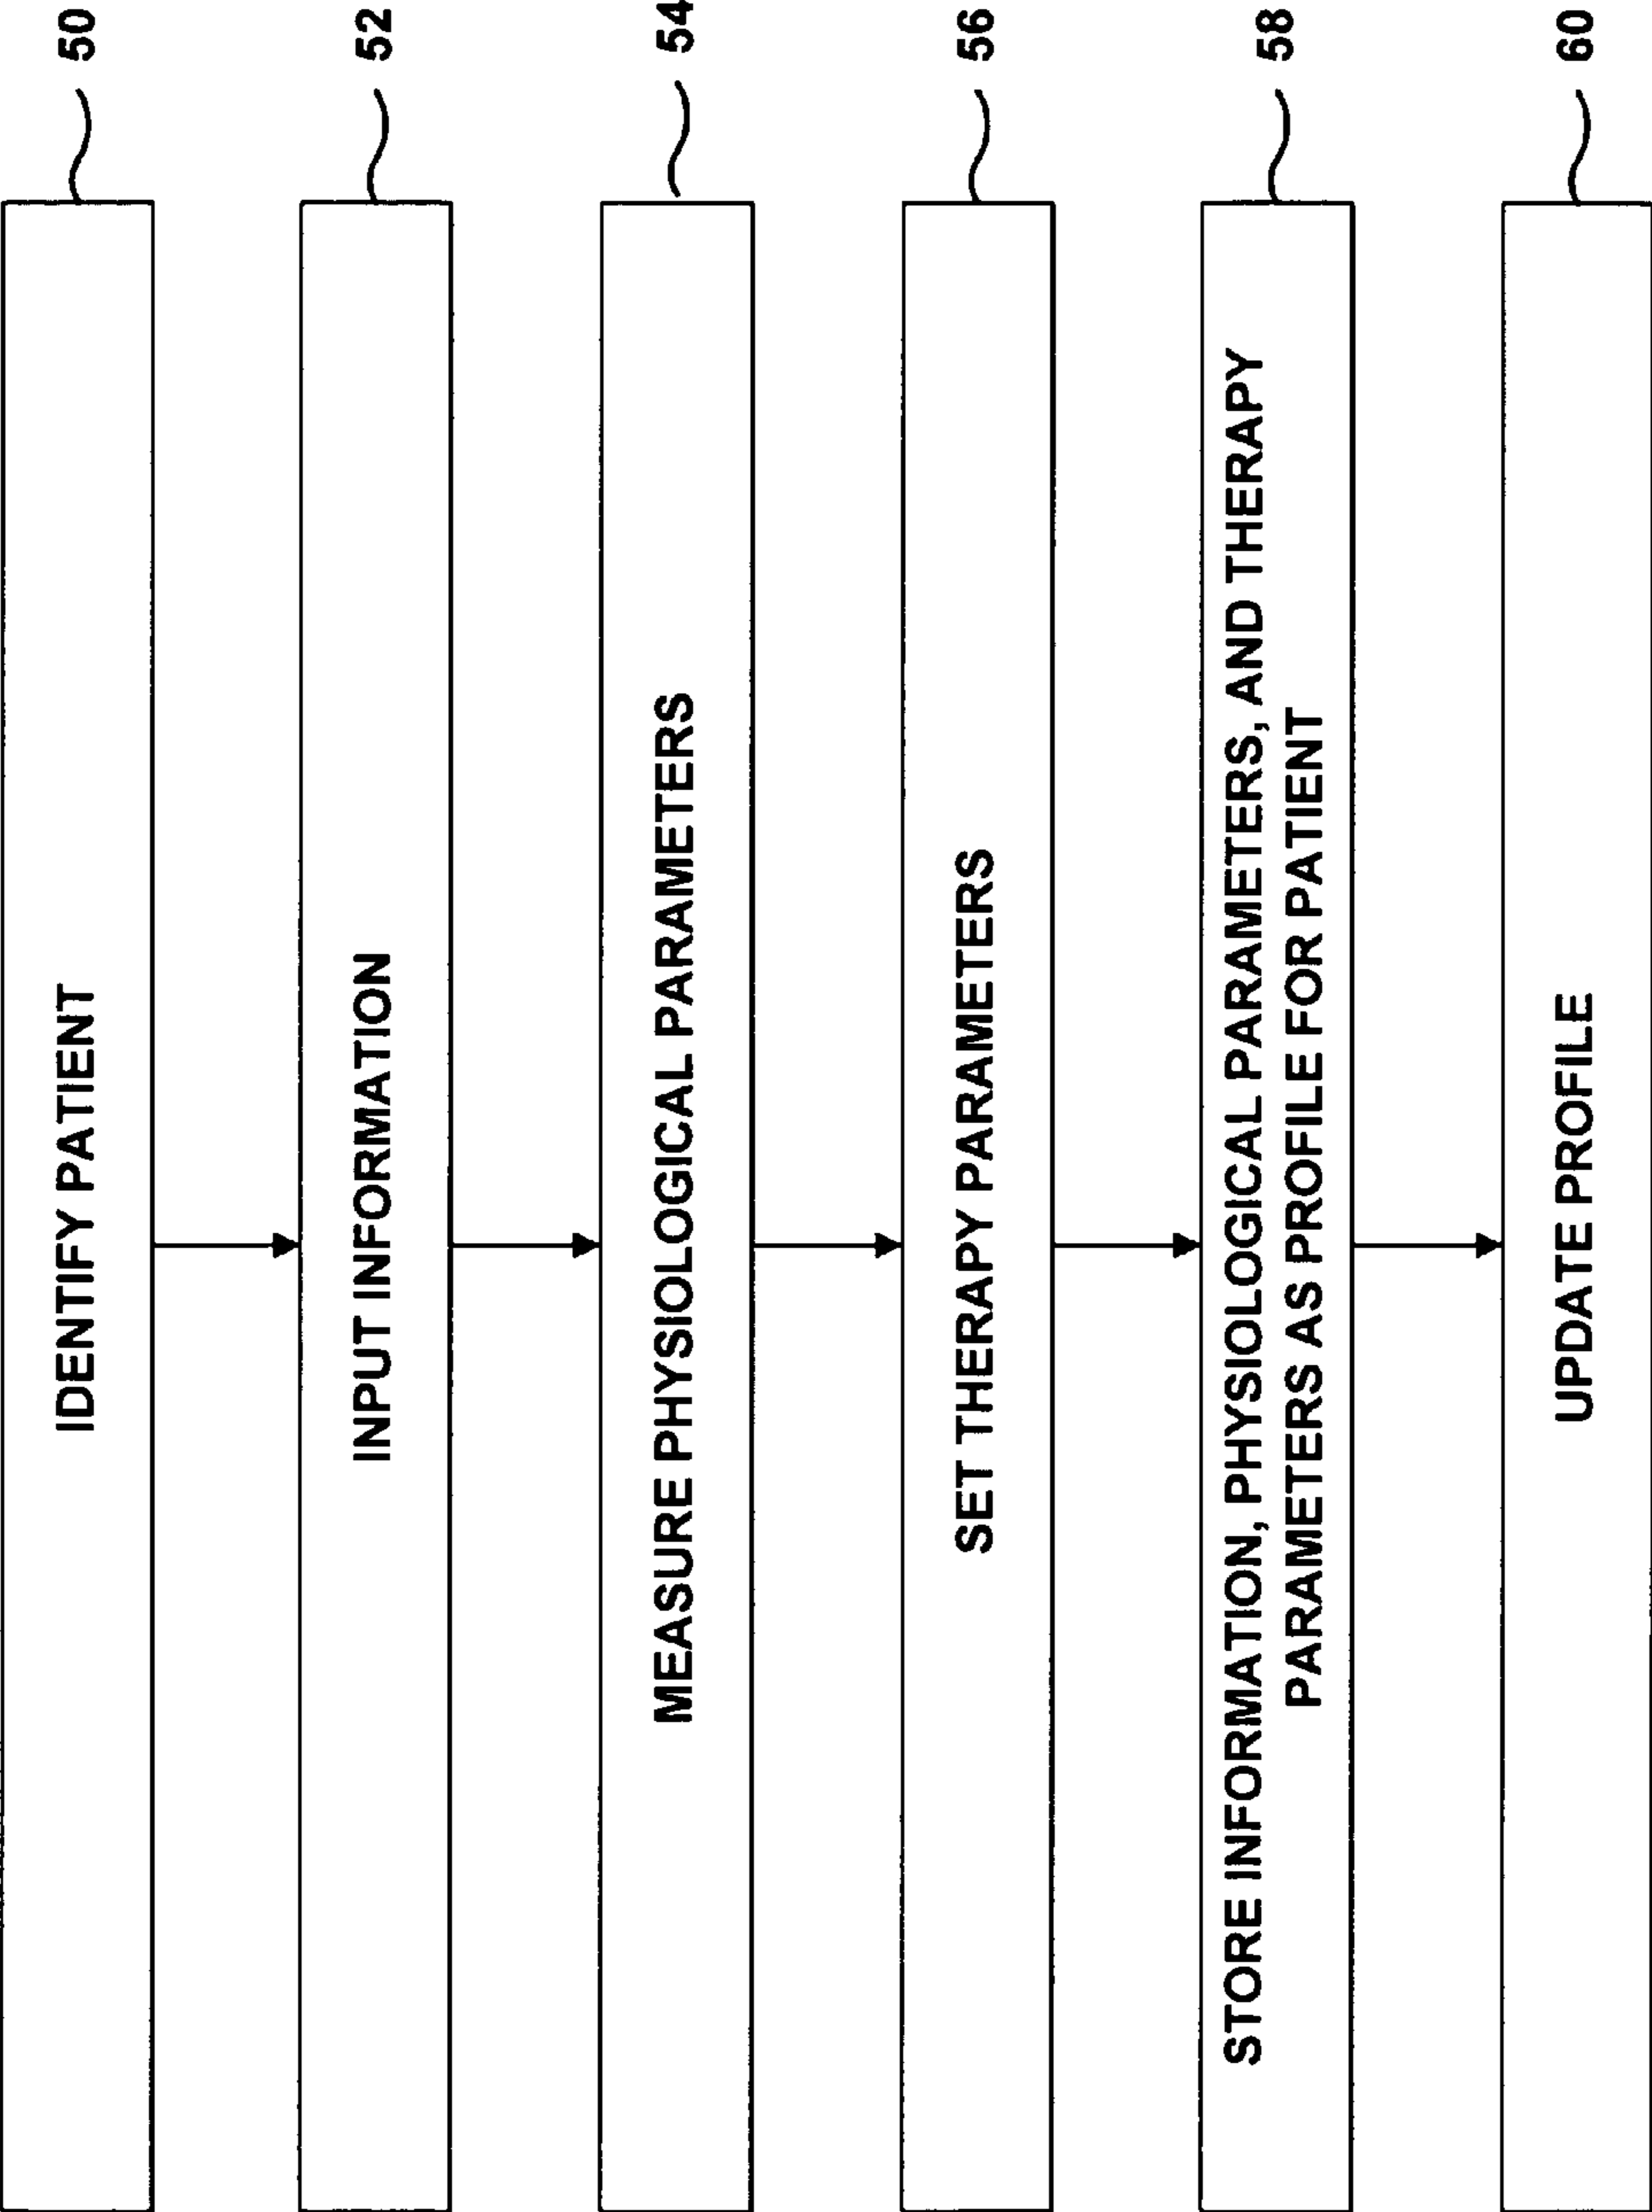 IDENTIFY PATIENT
50
INPUT INFORMATION
52
MEASURE PHYSIOLOGICAL PARAMETERS
54
SET THERAPY PARAMETERS
56
STORE INFORMATION, PHYSIOLOGICAL PARAMETERS, AND THERAPY
PARAMETERS AS PROFILE FOR PATIENT
58
UPDATE PROFILE
60